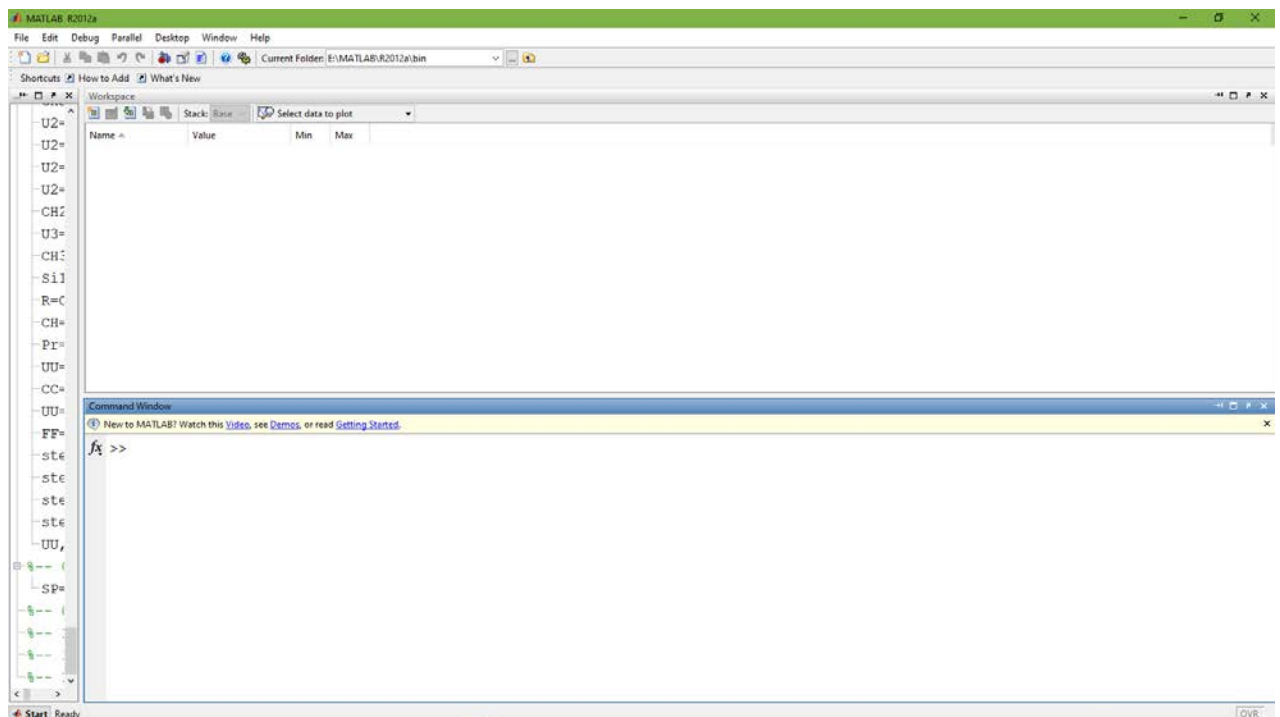 MATLAB R2012a
File Edit Debug Parallel Desktop Window Help
Current Folder: E:\MATLAB\R2012a\bin
Shortcuts How to Add What's New
Workspace
Stack: Base Select data to plot
Name Value Min Max
U2=
U2=
U2=
U2=
CH2
U3=
CH3
Sil
R=C
CH=
Pr=
UU=
CC=
UU=
FF=
ste
ste
ste
ste
UU,
%--
SP=
%--
%--
%--
%--
Command Window
New to MATLAB? Watch this Video, see Demos, or read Getting Started.
fx >>
Start Ready
OVR